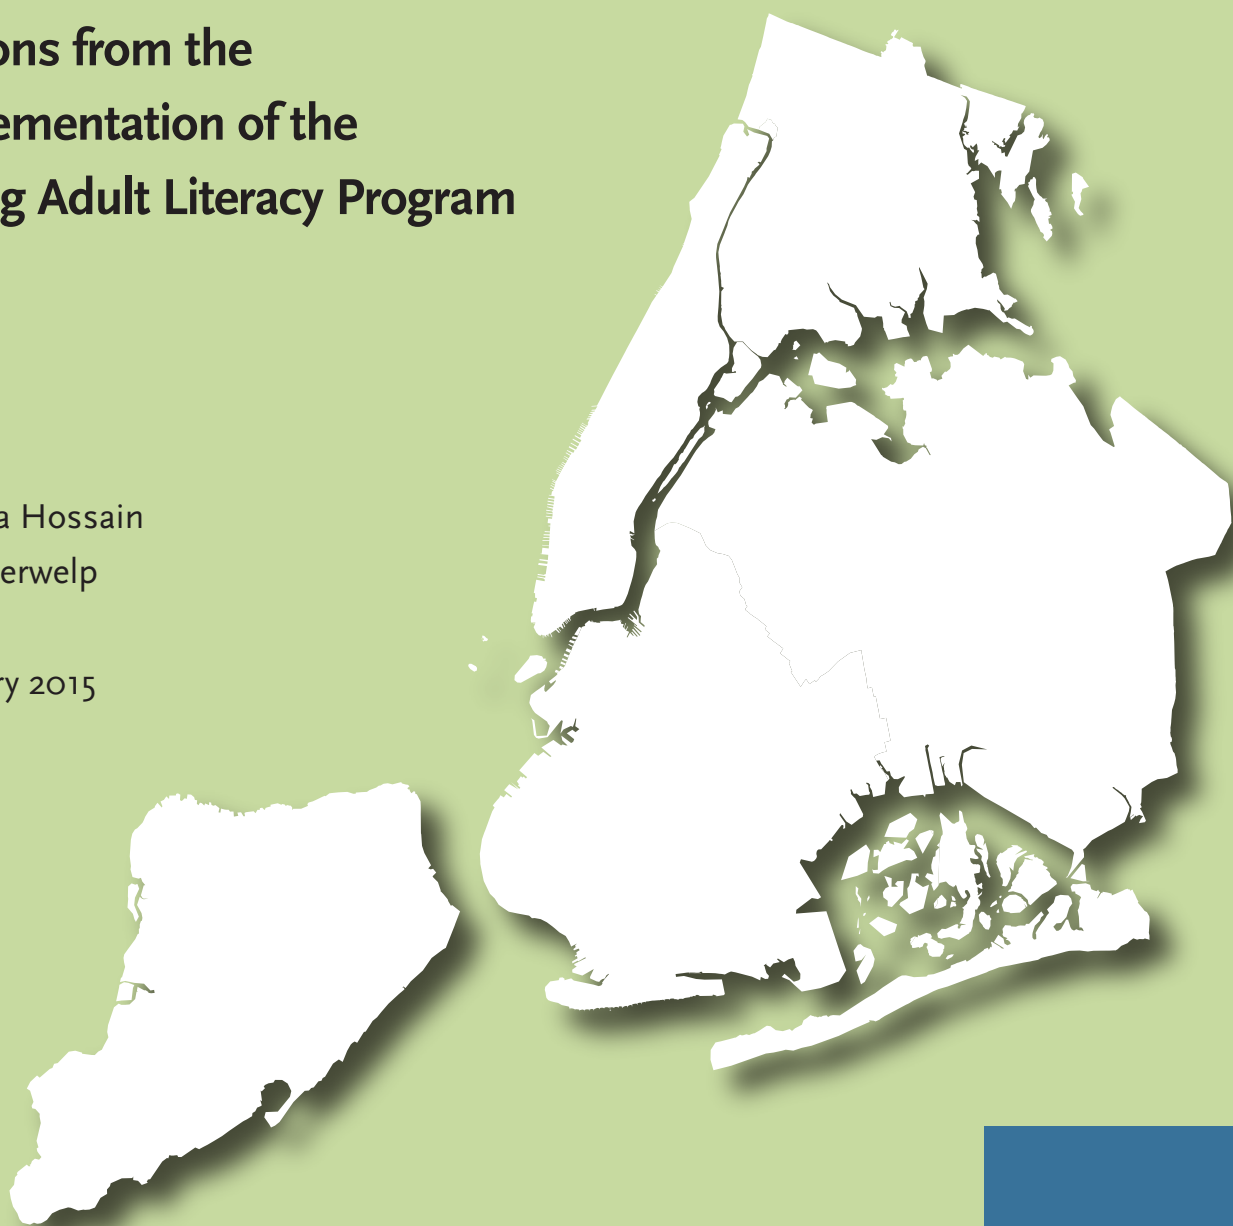 ons from the
ementation of the
g Adult Literacy Program
a Hossain
erwelp
ry 2015